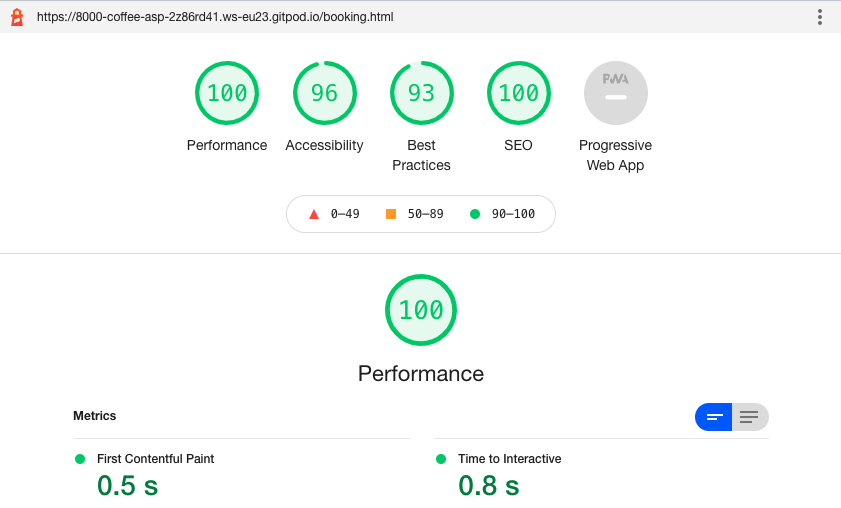 https://8000-coffee-asp-2z86rd41.ws-eu23.gitpod.io/booking.html
100 96 93 100 PWA
Performance Accessibility Best Practices SEO Progressive Web App
0–49 50–89 90–100
100
Performance
Metrics
First Contentful Paint Time to Interactive
0.5 s 0.8 s